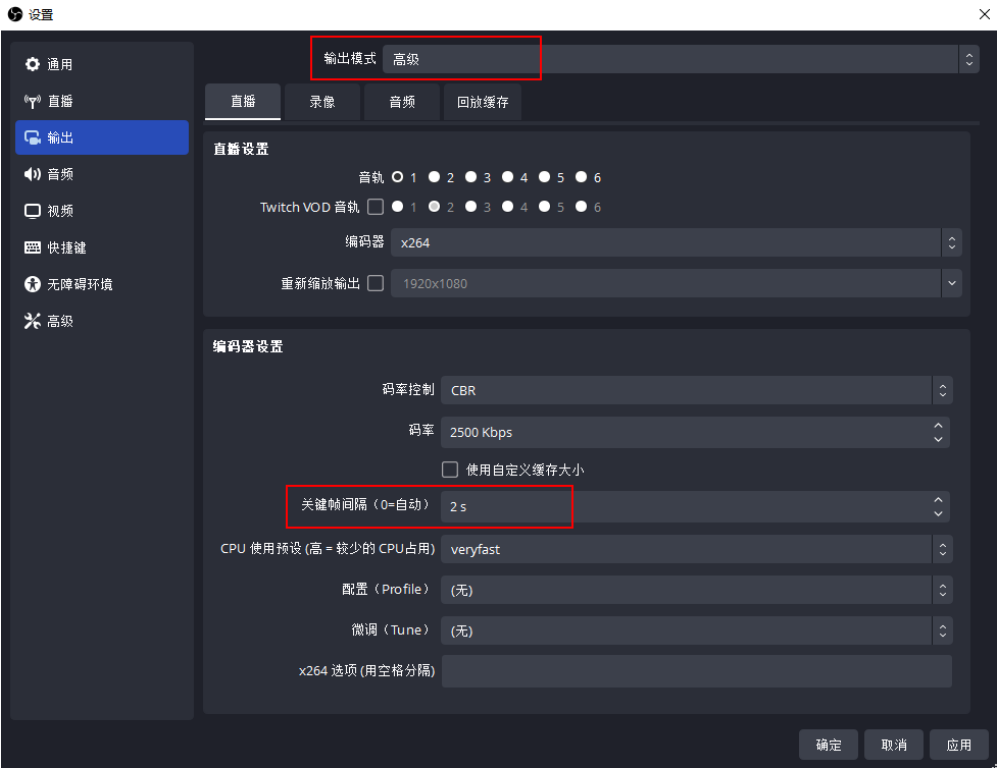 设置
通用
直播
输出
音频
视频
快捷键
无障碍环境
高级
输出模式 高级
直播 录像 音频 回放缓存
直播设置
音轨 1 2 3 4 5 6
Twitch VOD 音轨 1 2 3 4 5 6
编码器 x264
重新缩放输出 1920x1080
编码器设置
码率控制 CBR
码率 2500 Kbps
使用自定义缓存大小
关键帧间隔（0=自动） 2 s
CPU 使用预设 (高 = 较少的 CPU占用) veryfast
配置（Profile） (无)
微调（Tune） (无)
x264 选项 (用空格分隔)
确定 取消 应用